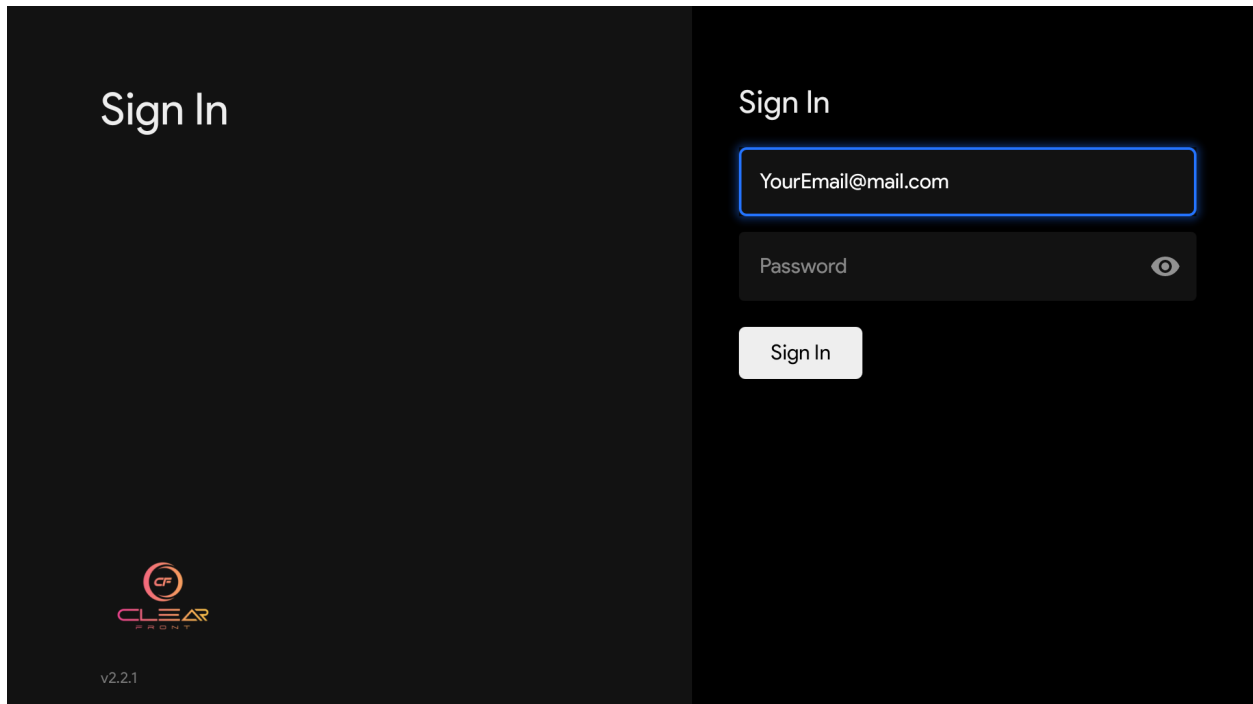 Sign In
CF
CLEAR
FRONT
v2.2.1
Sign In
YourEmail@mail.com
Password
Sign In